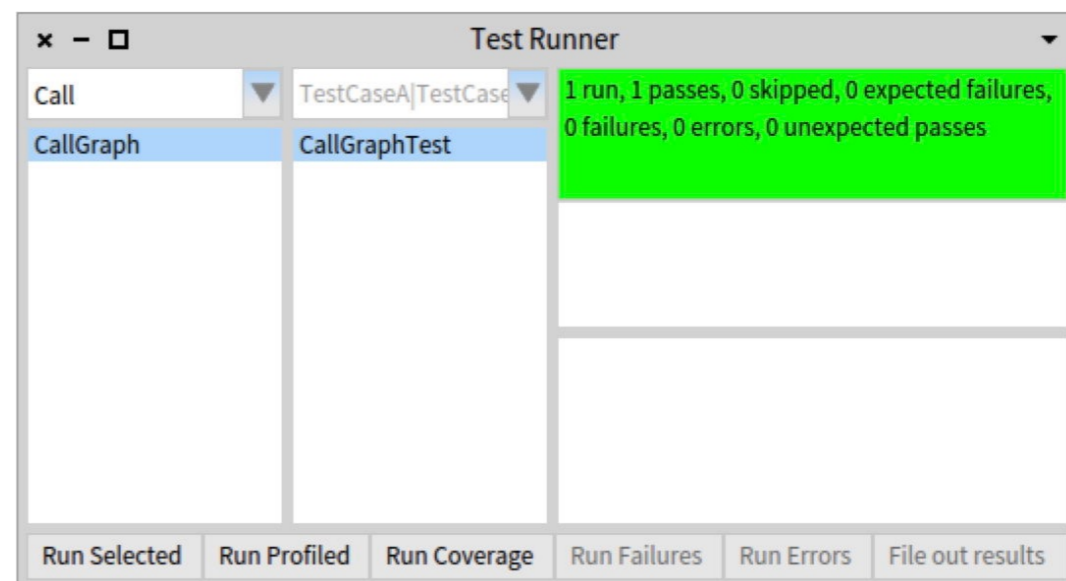 Test Runner
Call
TestCaseA|TestCase
1 run, 1 passes, 0 skipped, 0 expected failures,
0 failures, 0 errors, 0 unexpected passes
CallGraph
CallGraphTest
Run Selected
Run Profiled
Run Coverage
Run Failures
Run Errors
File out results